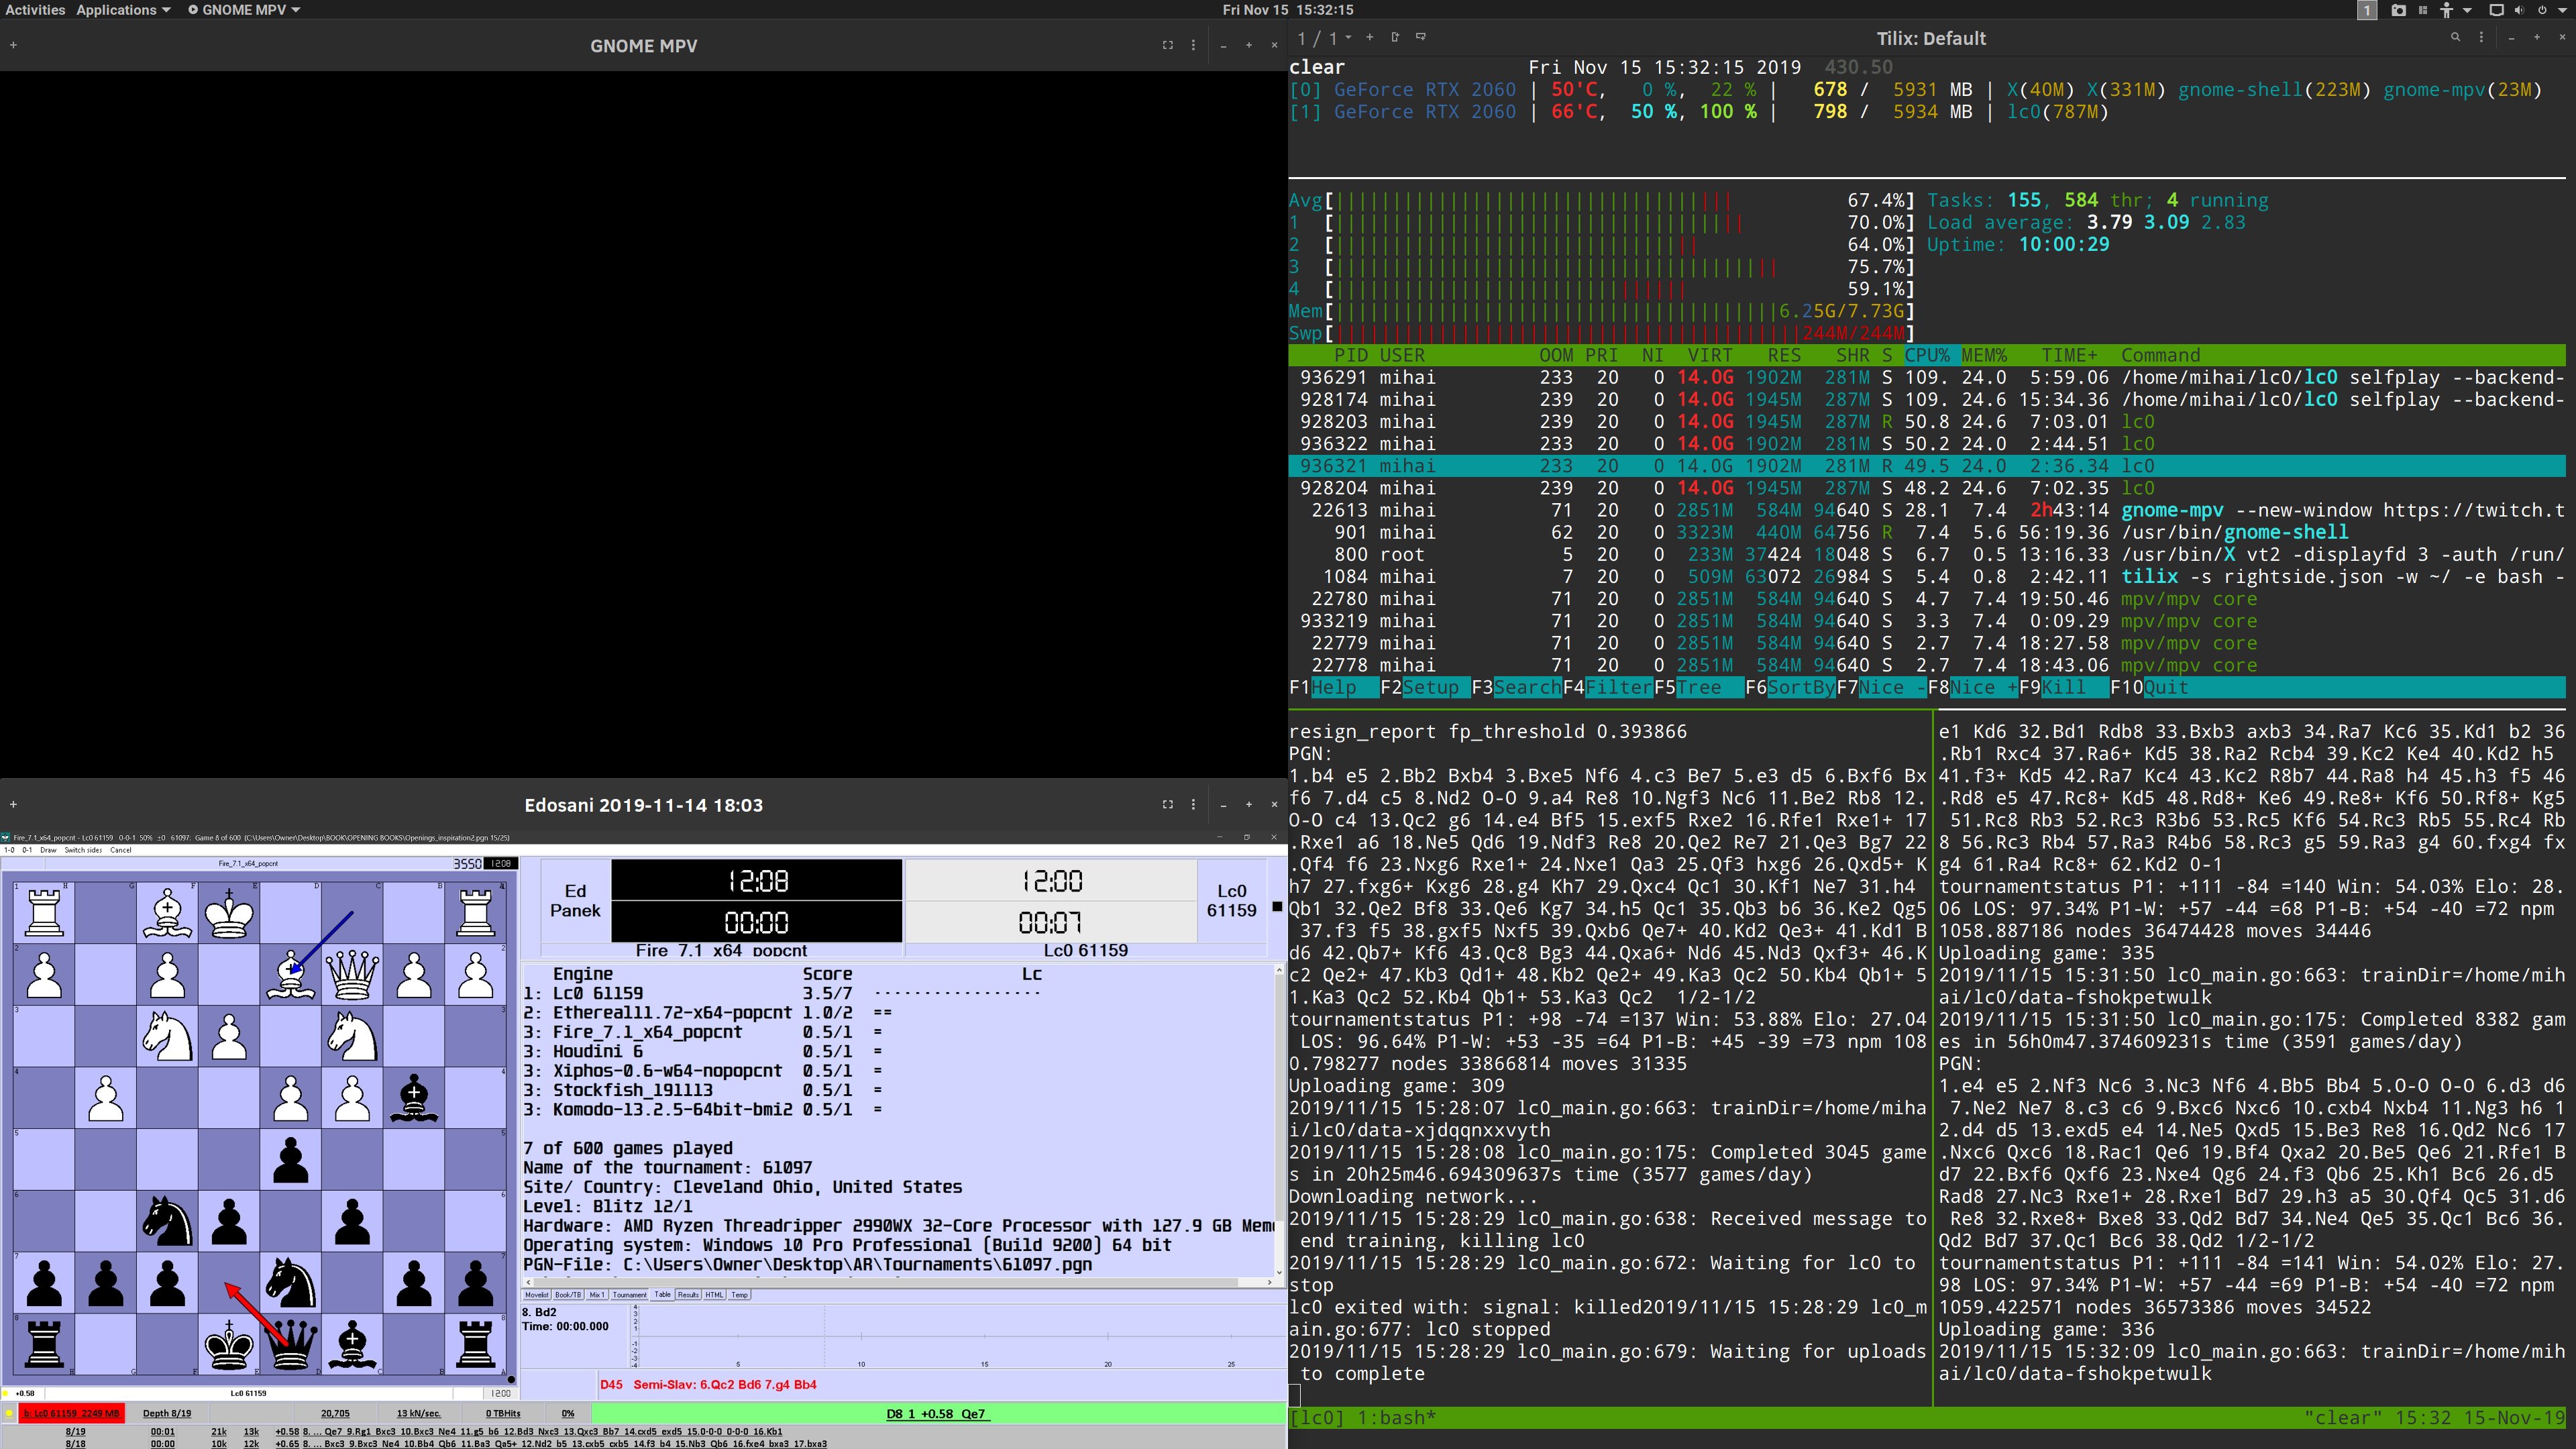 Activities Applications GNOME MPV Fri Nov 15 15:32:15 1
GNOME MPV
1 / 1 Tilix: Default
clear Fri Nov 15 15:32:15 2019 430.50
[0] GeForce RTX 2060 | 50'C, 0 %, 22 % | 678 / 5931 MB | X(40M) X(331M) gnome-shell(223M) gnome-mpv(23M)
[1] GeForce RTX 2060 | 66'C, 50 %, 100 % | 798 / 5934 MB | lc0(787M)
Avg[ 67.4%] Tasks: 155, 584 thr; 4 running
1 [ 70.0%] Load average: 3.79 3.09 2.83
2 [ 64.0%] Uptime: 10:00:29
3 [ 75.7%]
4 [ 59.1%]
Mem[ 6.25G/7.73G]
Swp[ 244M/244M]
PID USER OOM PRI NI VIRT RES SHR S CPU% MEM% TIME+ Command
936291 mihai 233 20 0 14.0G 1902M 281M S 109. 24.0 5:59.06 /home/mihai/lc0/lc0 selfplay --backend-
928174 mihai 239 20 0 14.0G 1945M 287M S 109. 24.6 15:34.36 /home/mihai/lc0/lc0 selfplay --backend-
928203 mihai 239 20 0 14.0G 1945M 287M R 50.8 24.6 7:03.01 lc0
936322 mihai 233 20 0 14.0G 1902M 281M S 50.2 24.0 2:44.51 lc0
936321 mihai 233 20 0 14.0G 1902M 281M R 49.5 24.0 2:36.34 lc0
928204 mihai 239 20 0 14.0G 1945M 287M S 48.2 24.6 7:02.35 lc0
22613 mihai 71 20 0 2851M 584M 94640 S 28.1 7.4 2h43:14 gnome-mpv --new-window https://twitch.t
901 mihai 62 20 0 3323M 440M 64756 R 7.4 5.6 56:19.36 /usr/bin/gnome-shell
800 root 5 20 0 233M 37424 18048 S 6.7 0.5 13:16.33 /usr/bin/X vt2 -displayfd 3 -auth /run/
1084 mihai 7 20 0 509M 63072 26984 S 5.4 0.8 2:42.11 tilix -s rightside.json -w ~/ -e bash -
22780 mihai 71 20 0 2851M 584M 94640 S 4.7 7.4 19:50.46 mpv/mpv core
933219 mihai 71 20 0 2851M 584M 94640 S 3.3 7.4 0:09.29 mpv/mpv core
22779 mihai 71 20 0 2851M 584M 94640 S 2.7 7.4 18:27.58 mpv/mpv core
22778 mihai 71 20 0 2851M 584M 94640 S 2.7 7.4 18:43.06 mpv/mpv core
F1Help F2Setup F3SearchF4FilterF5Tree F6SortByF7Nice -F8Nice +F9Kill F10Quit
resign_report fp_threshold 0.393866
PGN:
1.b4 e5 2.Bb2 Bxb4 3.Bxe5 Nf6 4.c3 Be7 5.e3 d5 6.Bxf6 Bx
f6 7.d4 c5 8.Nd2 O-O 9.a4 Re8 10.Ngf3 Nc6 11.Be2 Rb8 12.
O-O c4 13.Qc2 g6 14.e4 Bf5 15.exf5 Rxe2 16.Rfe1 Rxe1+ 17
.Rxe1 a6 18.Ne5 Qd6 19.Ndf3 Re8 20.Qe2 Re7 21.Qe3 Bg7 22
.Qf4 f6 23.Nxg6 Rxe1+ 24.Nxe1 Qa3 25.Qf3 hxg6 26.Qxd5+ K
h7 27.fxg6+ Kxg6 28.g4 Kh7 29.Qxc4 Qc1 30.Kf1 Ne7 31.h4
Qb1 32.Qe2 Bf8 33.Qe6 Kg7 34.h5 Qc1 35.Qb3 b6 36.Ke2 Qg5
37.f3 f5 38.gxf5 Nxf5 39.Qxb6 Qe7+ 40.Kd2 Qe3+ 41.Kd1 B
d6 42.Qb7+ Kf6 43.Qc8 Bg3 44.Qxa6+ Nd6 45.Nd3 Qxf3+ 46.K
c2 Qe2+ 47.Kb3 Qd1+ 48.Kb2 Qe2+ 49.Ka3 Qc2 50.Kb4 Qb1+ 5
1.Ka3 Qc2 52.Kb4 Qb1+ 53.Ka3 Qc2 1/2-1/2
tournamentstatus P1: +98 -74 =137 Win: 53.88% Elo: 27.04
LOS: 96.64% P1-W: +53 -35 =64 P1-B: +45 -39 =73 npm 108
0.798277 nodes 33866814 moves 31335
Uploading game: 309
2019/11/15 15:28:07 lc0_main.go:663: trainDir=/home/miha
i/lc0/data-xjdqqnxxvyth
2019/11/15 15:28:08 lc0_main.go:175: Completed 3045 game
s in 20h25m46.694309637s time (3577 games/day)
Downloading network...
2019/11/15 15:28:29 lc0_main.go:638: Received message to
end training, killing lc0
2019/11/15 15:28:29 lc0_main.go:672: Waiting for lc0 to
stop
lc0 exited with: signal: killed2019/11/15 15:28:29 lc0_m
ain.go:677: lc0 stopped
2019/11/15 15:28:29 lc0_main.go:679: Waiting for uploads
to complete
e1 Kd6 32.Bd1 Rdb8 33.Bxb3 axb3 34.Ra7 Kc6 35.Kd1 b2 36
.Rb1 Rxc4 37.Ra6+ Kd5 38.Ra2 Rcb4 39.Kc2 Ke4 40.Kd2 h5
41.f3+ Kd5 42.Ra7 Kc4 43.Kc2 R8b7 44.Ra8 h4 45.h3 f5 46
.Rd8 e5 47.Rc8+ Kd5 48.Rd8+ Ke6 49.Re8+ Kf6 50.Rf8+ Kg5
51.Rc8 Rb3 52.Rc3 R3b6 53.Rc5 Kf6 54.Rc3 Rb5 55.Rc4 Rb
8 56.Rc3 Rb4 57.Ra3 R4b6 58.Rc3 g5 59.Ra3 g4 60.fxg4 fx
g4 61.Ra4 Rc8+ 62.Kd2 0-1
tournamentstatus P1: +111 -84 =140 Win: 54.03% Elo: 28.
06 LOS: 97.34% P1-W: +57 -44 =68 P1-B: +54 -40 =72 npm
1058.887186 nodes 36474428 moves 34446
Uploading game: 335
2019/11/15 15:31:50 lc0_main.go:663: trainDir=/home/mih
ai/lc0/data-fshokpetwulk
2019/11/15 15:31:50 lc0_main.go:175: Completed 8382 gam
es in 56h0m47.374609231s time (3591 games/day)
PGN:
1.e4 e5 2.Nf3 Nc6 3.Nc3 Nf6 4.Bb5 Bb4 5.O-O O-O 6.d3 d6
7.Ne2 Ne7 8.c3 c6 9.Bxc6 Nxc6 10.cxb4 Nxb4 11.Ng3 h6 1
2.d4 d5 13.exd5 e4 14.Ne5 Qxd5 15.Be3 Re8 16.Qd2 Nc6 17
.Nxc6 Qxc6 18.Rac1 Qe6 19.Bf4 Qxa2 20.Be5 Qe6 21.Rfe1 B
d7 22.Bxf6 Qxf6 23.Nxe4 Qg6 24.f3 Qb6 25.Kh1 Bc6 26.d5
Rad8 27.Nc3 Rxe1+ 28.Rxe1 Bd7 29.h3 a5 30.Qf4 Qc5 31.d6
Re8 32.Rxe8+ Bxe8 33.Qd2 Bd7 34.Ne4 Qe5 35.Qc1 Bc6 36.
Qd2 Bd7 37.Qc1 Bc6 38.Qd2 1/2-1/2
tournamentstatus P1: +111 -84 =141 Win: 54.02% Elo: 27.
98 LOS: 97.34% P1-W: +57 -44 =69 P1-B: +54 -40 =72 npm
1059.422571 nodes 36573386 moves 34522
Uploading game: 336
2019/11/15 15:32:09 lc0_main.go:663: trainDir=/home/mih
ai/lc0/data-fshokpetwulk
[lc0] 1:bash* "clear" 15:32 15-Nov-19
Edosani 2019-11-14 18:03
Fire_7.1_x64_popcnt - Lc0 61159 0-0-1 50% ±0 61097: Game 8 of 600 (C:\Users\Owner\Desktop\BOOK\OPENING BOOKS\Openings_inspiration2.pgn 15/25)
1-0 0-1 Draw Switch sides Cancel
Fire_7.1_x64_popcnt 3550 12:08
Ed Panek 12:08 12:00 Lc0 61159
00:00 00:07
Fire 7.1 x64 popcnt Lc0 61159
Engine Score Lc
1: Lc0 61159 3.5/7 · · · · · · · · · · · · · · · · ·
2: Ethereal11.72-x64-popcnt 1.0/2 ==
3: Fire_7.1_x64_popcnt 0.5/1 =
3: Houdini 6 0.5/1 =
3: Xiphos-0.6-w64-nopopcnt 0.5/1 =
3: Stockfish_191113 0.5/1 =
3: Komodo-13.2.5-64bit-bmi2 0.5/1 =
7 of 600 games played
Name of the tournament: 61097
Site/ Country: Cleveland Ohio, United States
Level: Blitz 12/1
Hardware: AMD Ryzen Threadripper 2990WX 32-Core Processor with 127.9 GB Mem
Operating system: Windows 10 Pro Professional (Build 9200) 64 bit
PGN-File: C:\Users\Owner\Desktop\AR\Tournaments\61097.pgn
Movelist Book/TB Mix 1 Tournament Table Results HTML Temp
8. Bd2
Time: 00:00.000
5 10 15 20 25
D45 Semi-Slav: 6.Qc2 Bd6 7.g4 Bb4
+0.58 Lc0 61159 12:00
b: Lc0 61159 2249 MB Depth 8/19 20,705 13 kN/sec. 0 TBHits 0% D8 1 +0.58 Qe7
8/19 00:01 21k 13k +0.58 8. ... Qe7 9.Rg1 Bxc3 10.Bxc3 Ne4 11.g5 b6 12.Bd3 Nxc3 13.Qxc3 Bb7 14.cxd5 exd5 15.0-0-0 0-0-0 16.Kb1
8/18 00:00 10k 12k +0.65 8. ... Bxc3 9.Bxc3 Ne4 10.Bb4 Qb6 11.Ba3 Qa5+ 12.Nd2 b5 13.cxb5 cxb5 14.f3 b4 15.Nb3 Qb6 16.fxe4 bxa3 17.bxa3